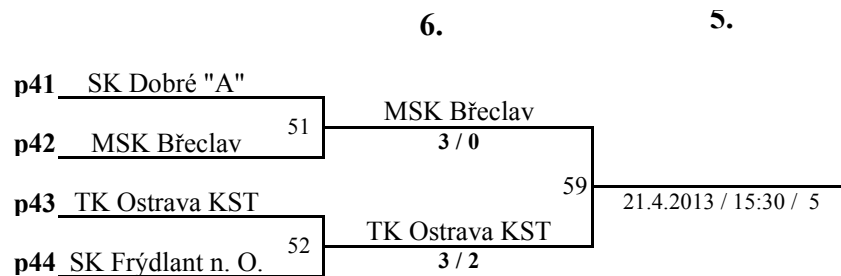 6. 5.
p41 SK Dobré "A"
51 MSK Břeclav
p42 MSK Břeclav 3 / 0
59
p43 TK Ostrava KST 21.4.2013 / 15:30 / 5
52 TK Ostrava KST
p44 SK Frýdlant n. O. 3 / 2